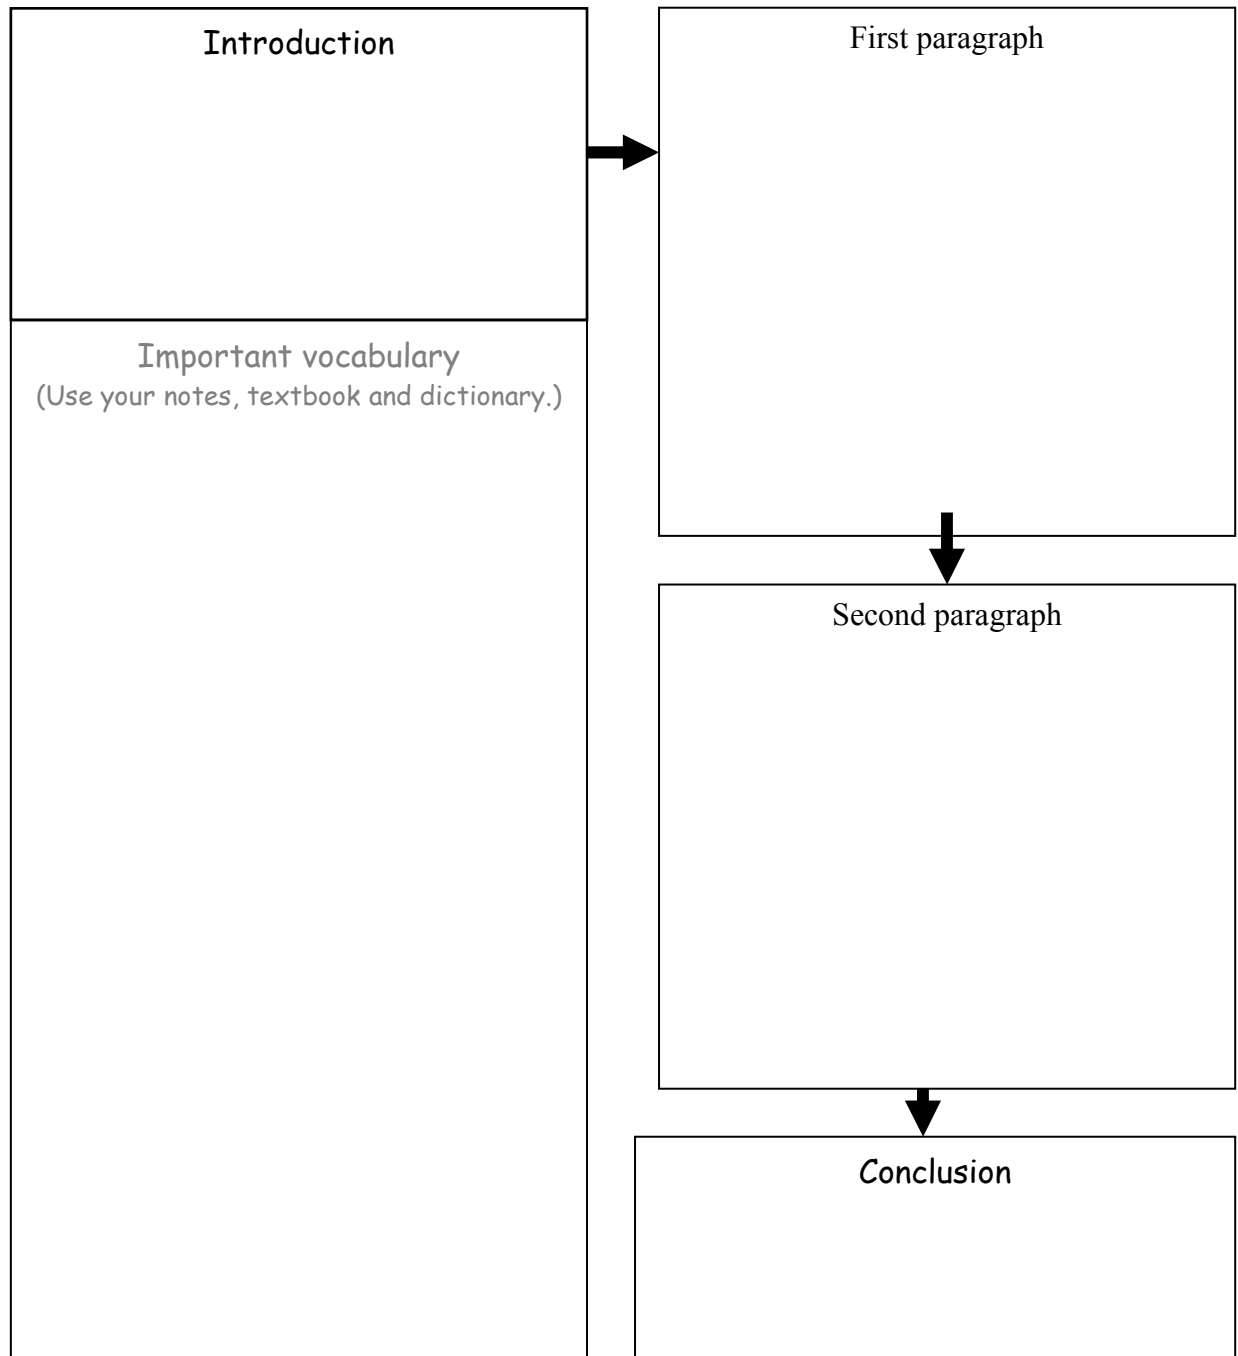 Introduction
Important vocabulary
(Use your notes, textbook and dictionary.)
First paragraph
Second paragraph
Conclusion